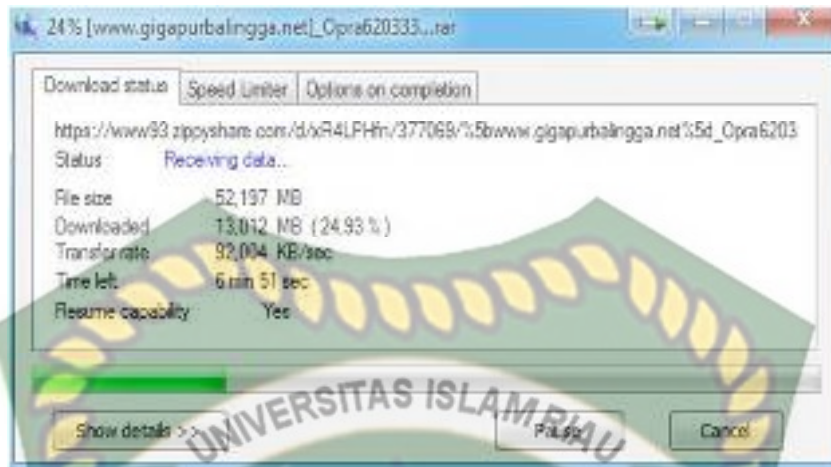 24% [www.gigapurbalingga.net]_Opra620333...rar
Download status Speed Limiter Options on completion
https://www93.zippyshare.com/d/xR4LPHfn/377069/%5bwww.gigapurbalingga.net%5d_Opra6203
Status Receiving data...
File size 52,197 MB
Downloaded 13,012 MB ( 24,93 % )
Transfer rate 92,004 KB/sec
Time left 6 min 51 sec
Resume capability Yes
UNIVERSITAS ISLAM RIAU
Show details >> Pause Cancel